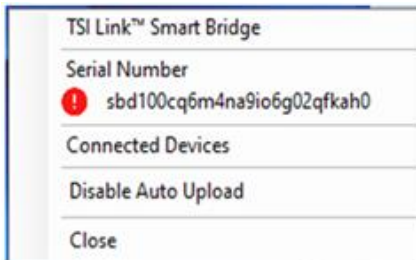 TSI Link™ Smart Bridge
Serial Number
! sbd100cq6m4na9io6g02qfkah0
Connected Devices
Disable Auto Upload
Close